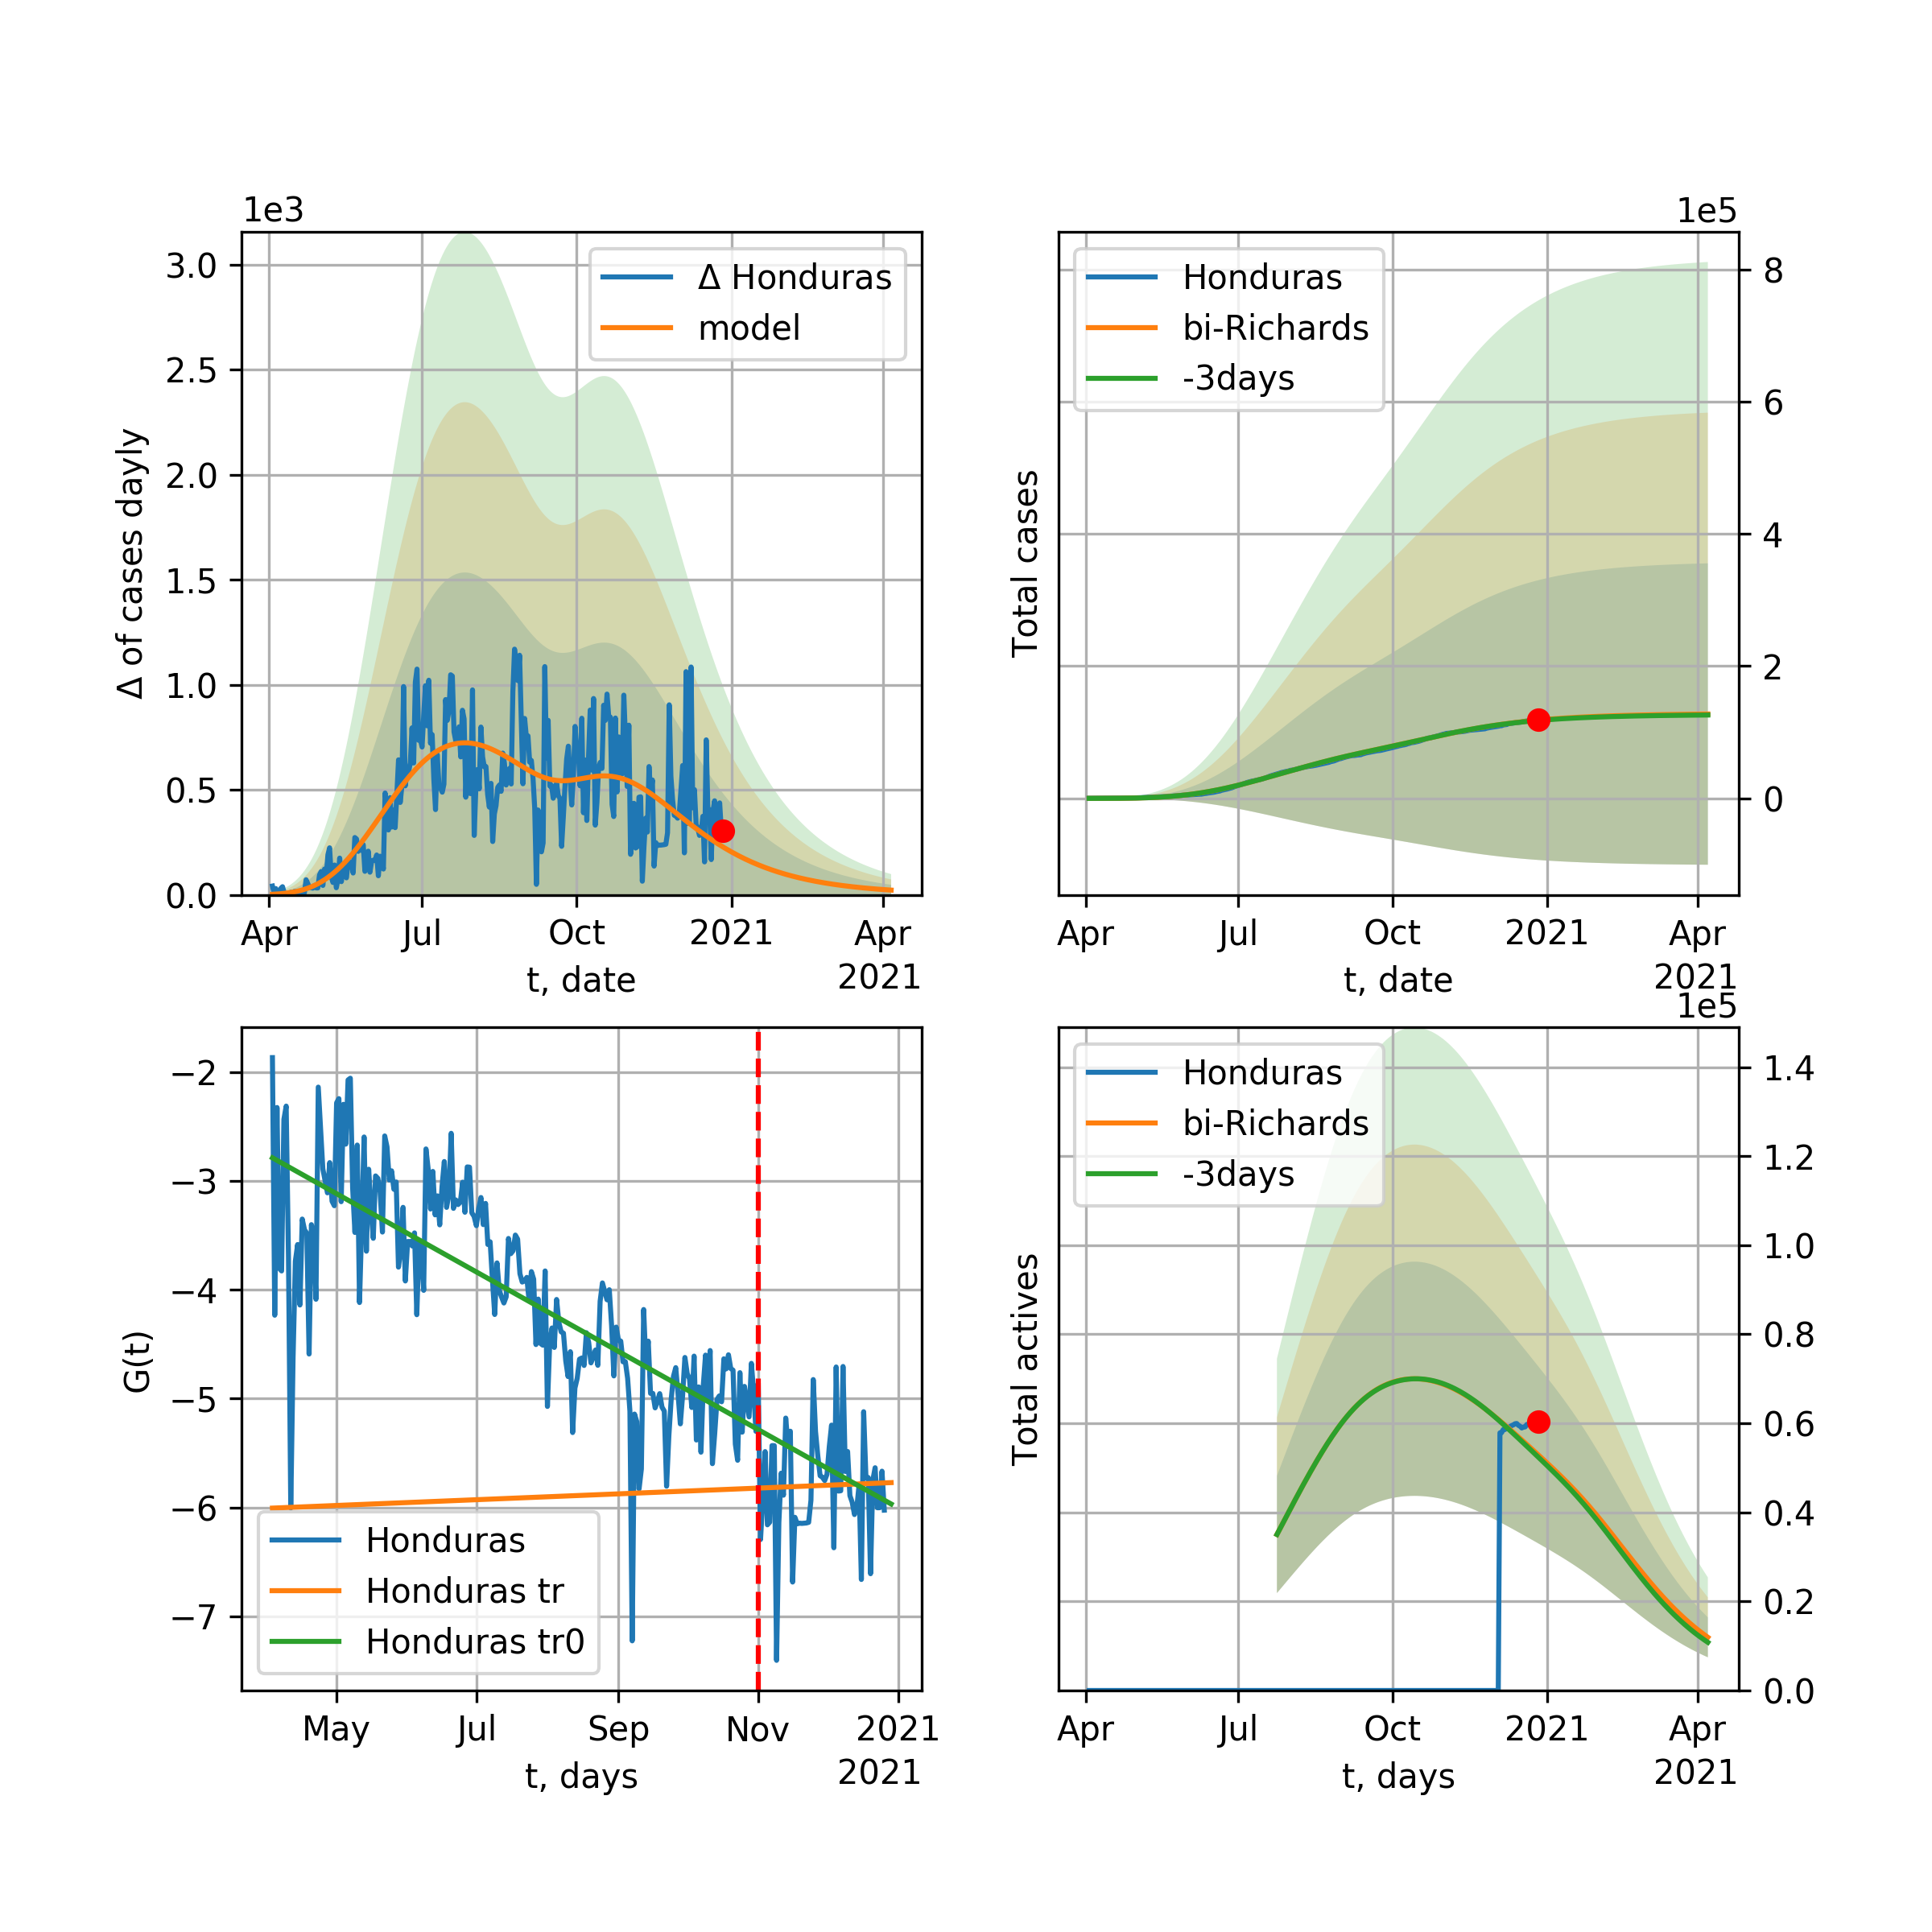 1e3
3.0
2.5
2.0
1.5
1.0
0.5
0.0
Δ of cases dayly
Δ Honduras
model
Apr
Jul
Oct
2021
Apr
t, date
2021
1e5
Total cases
Honduras
bi-Richards
-3days
8
6
4
2
0
Apr
Jul
Oct
2021
Apr
t, date
2021
−2
−3
−4
−5
−6
−7
G(t)
Honduras
Honduras tr
Honduras tr0
May
Jul
Sep
Nov
2021
t, days
2021
1e5
Total actives
Honduras
bi-Richards
-3days
1.4
1.2
1.0
0.8
0.6
0.4
0.2
0.0
Apr
Jul
Oct
2021
Apr
t, days
2021